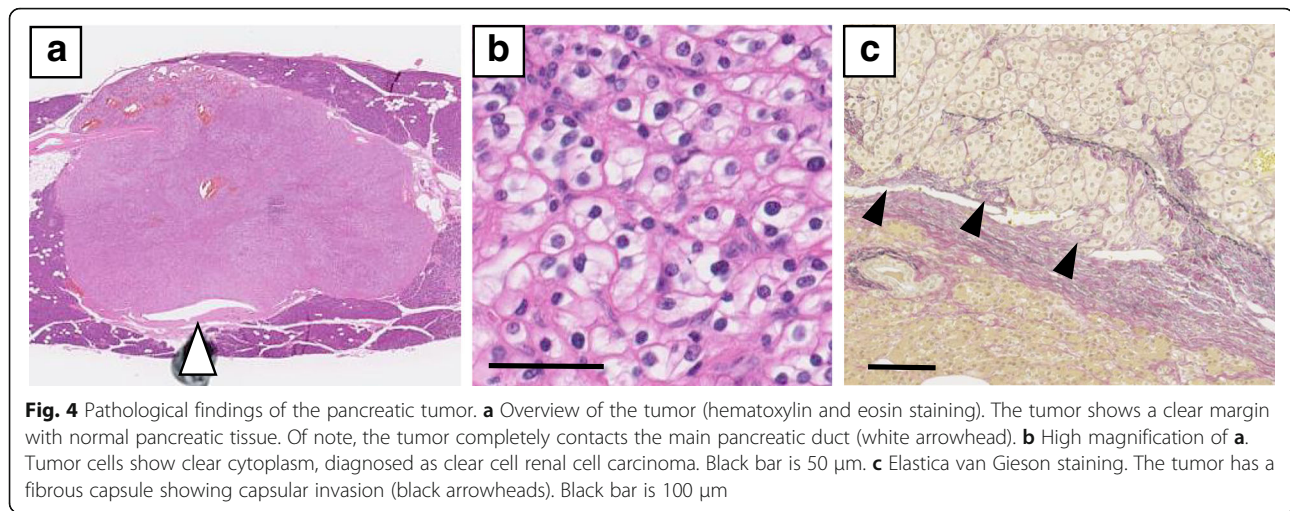 a
b
c
Fig. 4 Pathological findings of the pancreatic tumor. a Overview of the tumor (hematoxylin and eosin staining). The tumor shows a clear margin
with normal pancreatic tissue. Of note, the tumor completely contacts the main pancreatic duct (white arrowhead). b High magnification of a.
Tumor cells show clear cytoplasm, diagnosed as clear cell renal cell carcinoma. Black bar is 50 μm. c Elastica van Gieson staining. The tumor has a
fibrous capsule showing capsular invasion (black arrowheads). Black bar is 100 μm